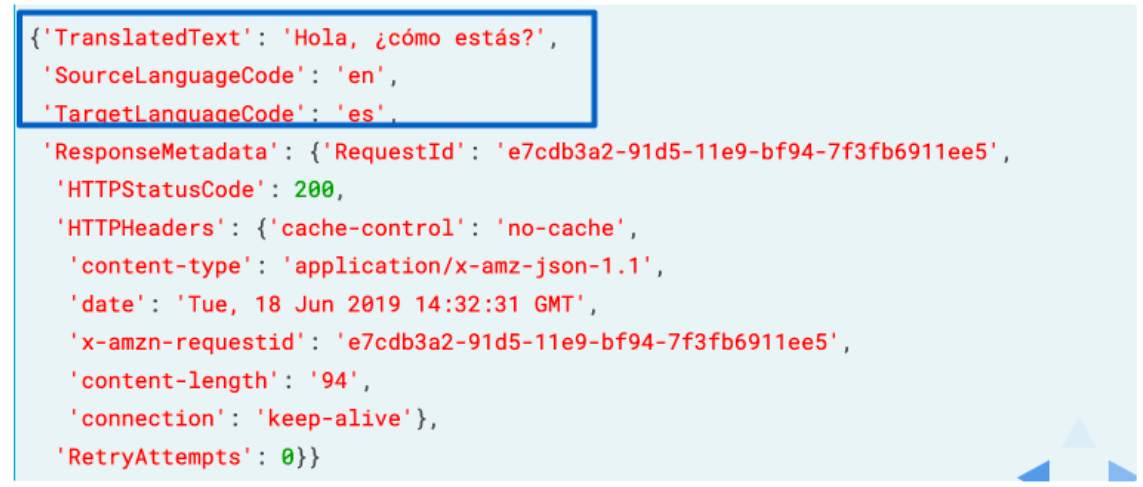 {'TranslatedText': 'Hola, ¿cómo estás?',
'SourceLanguageCode': 'en',
'TargetLanguageCode': 'es',
'ResponseMetadata': {'RequestId': 'e7cdb3a2-91d5-11e9-bf94-7f3fb6911ee5',
'HTTPStatusCode': 200,
'HTTPHeaders': {'cache-control': 'no-cache',
'content-type': 'application/x-amz-json-1.1',
'date': 'Tue, 18 Jun 2019 14:32:31 GMT',
'x-amzn-requestid': 'e7cdb3a2-91d5-11e9-bf94-7f3fb6911ee5',
'content-length': '94',
'connection': 'keep-alive'},
'RetryAttempts': 0}}